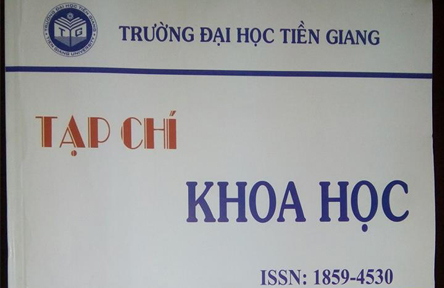 TRƯỜNG ĐẠI HỌC TIỀN GIANG
TẠP CHÍ
KHOA HỌC
ISSN: 1859-4530